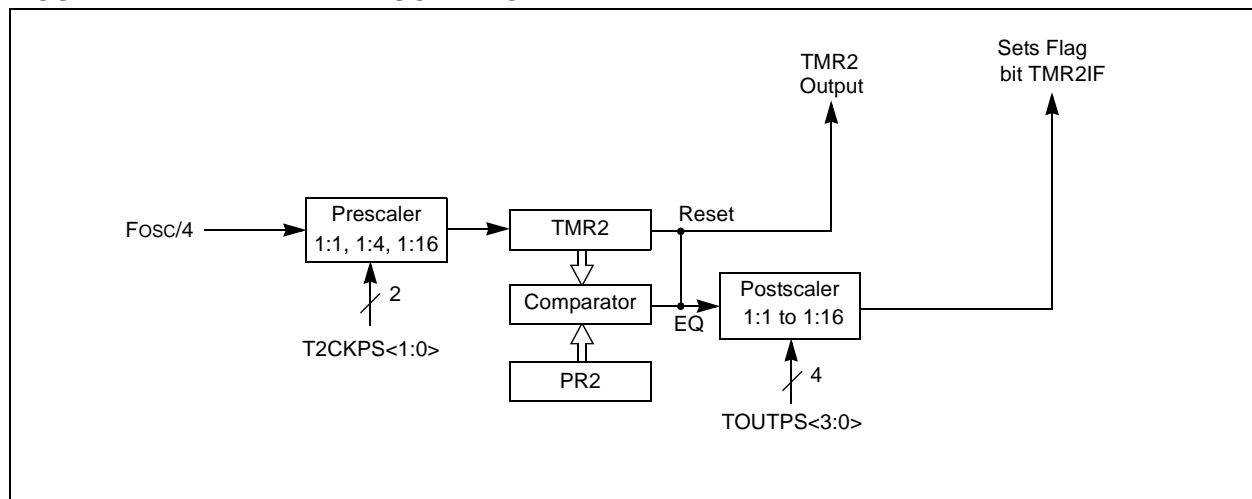 TMR2
Output
Sets Flag
bit TMR2IF
Fosc/4
Prescaler
1:1, 1:4, 1:16
2
T2CKPS<1:0>
TMR2
Reset
Comparator
EQ
PR2
Postscaler
1:1 to 1:16
4
TOUTPS<3:0>